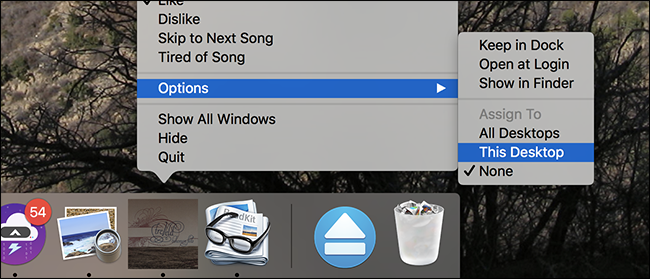 Like
Dislike
Skip to Next Song
Tired of Song
Options
Show All Windows
Hide
Quit
Keep in Dock
Open at Login
Show in Finder
Assign To
All Desktops
This Desktop
✓ None
54